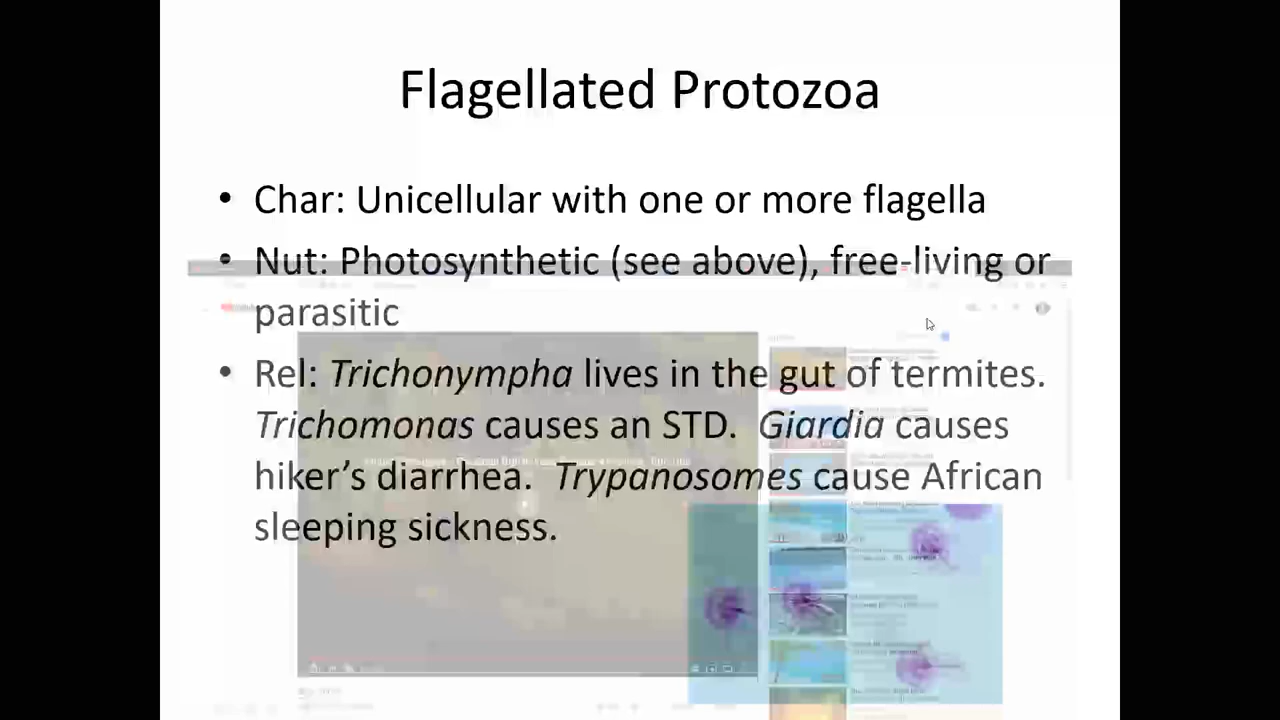 Flagellated Protozoa
• Char: Unicellular with one or more flagella
• Nut: Photosynthetic (see above), free-living or
parasitic
• Rel: Trichonympha lives in the gut of termites.
Trichomonas causes an STD.  Giardia causes
hiker’s diarrhea.  Trypanosomes cause African
sleeping sickness.